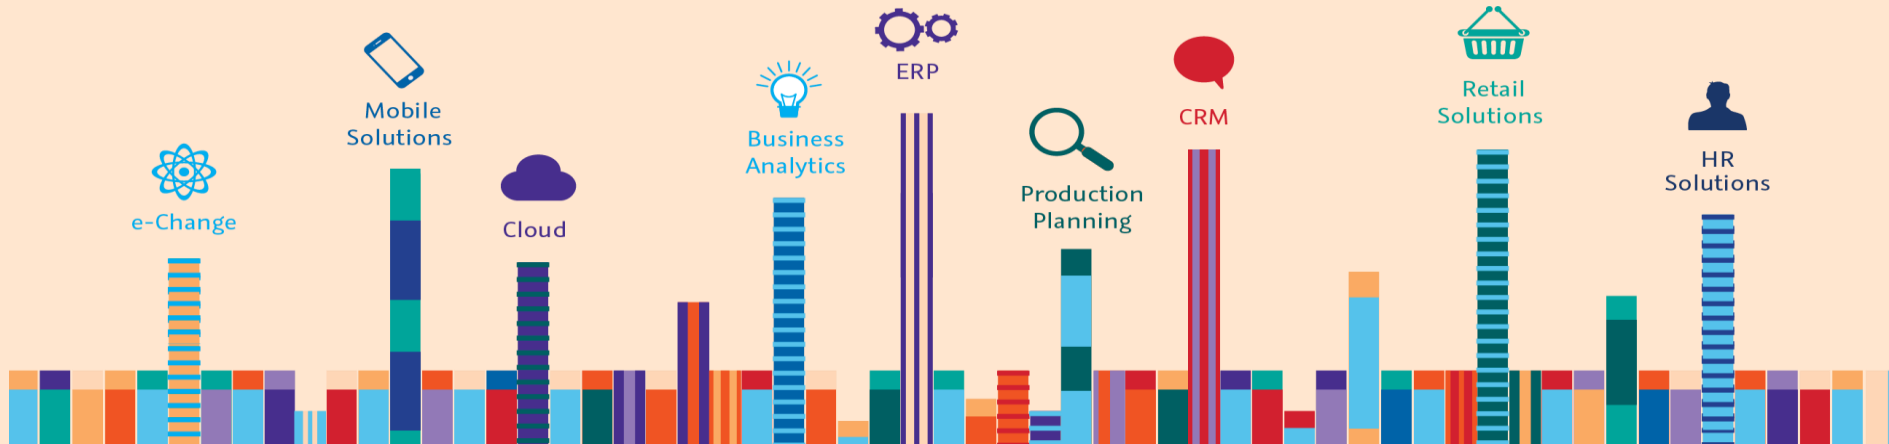 e-Change
Mobile
Solutions
Cloud
Business
Analytics
ERP
Production
Planning
CRM
Retail
Solutions
HR
Solutions